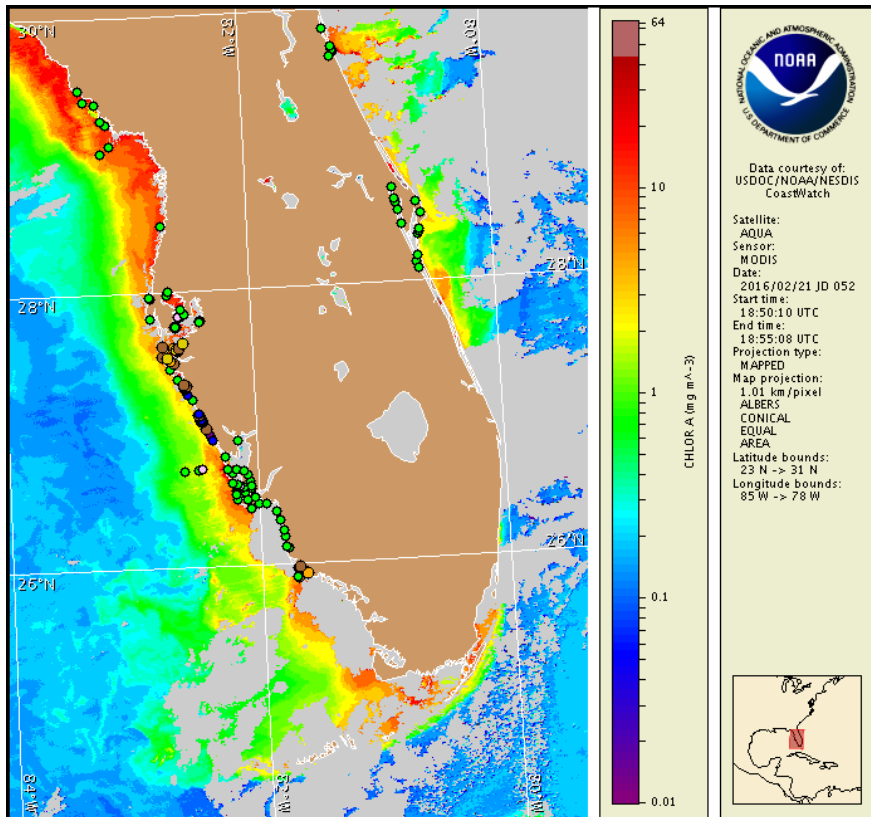 30°N
82°W
80°W
28°N
28°N
26°N
26°N
84°W
82°W
80°W
64
10
1
0.1
0.01
CHLOR A (mg m^-3)
NATIONAL OCEANIC AND ATMOSPHERIC ADMINISTRATION
NOAA
U.S. DEPARTMENT OF COMMERCE
Data courtesy of:
USDOC/NOAA/NESDIS
CoastWatch
Satellite:
AQUA
Sensor:
MODIS
Date:
2016/02/21 JD 052
Start time:
18:50:10 UTC
End time:
18:55:08 UTC
Projection type:
MAPPED
Map projection:
1.01 km/pixel
ALBERS
CONICAL
EQUAL
AREA
Latitude bounds:
23 N -> 31 N
Longitude bounds:
85 W -> 78 W